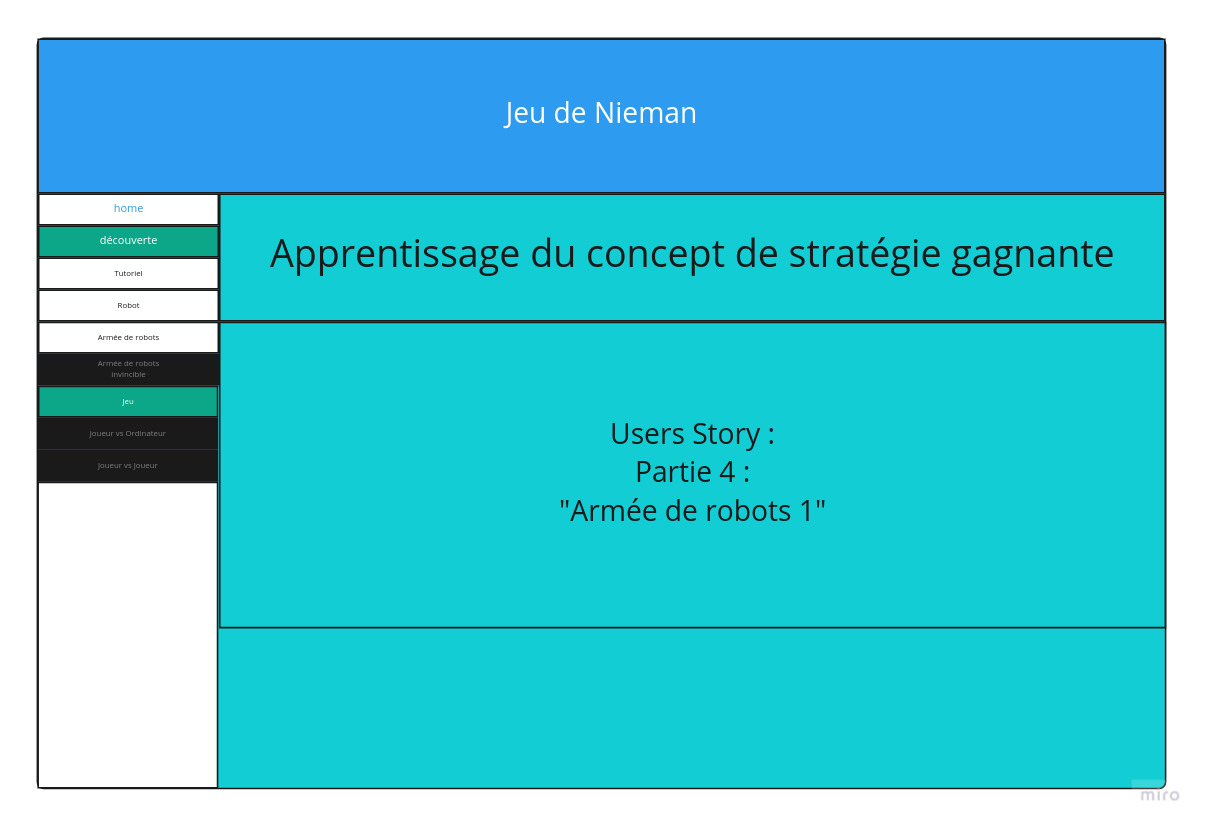 Jeu de Nieman
home
découverte
Tutoriel
Robot
Armée de robots
Armée de robots
invincible
Jeu
Joueur vs Ordinateur
Joueur vs Joueur
Apprentissage du concept de stratégie gagnante
Users Story :
Partie 4 :
"Armée de robots 1"
miro